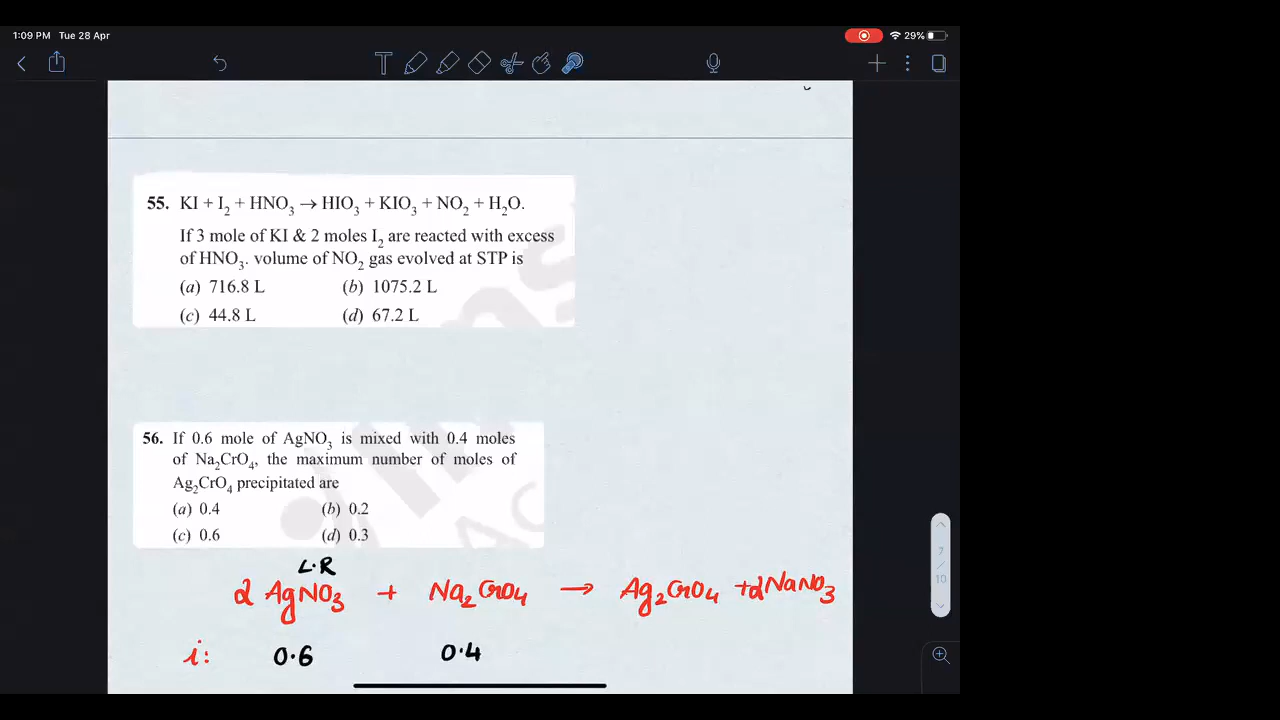 1:09 PM Tue 28 Apr
29%
55. KI + I₂ + HNO₃ → HIO₃ + KIO₃ + NO₂ + H₂O.
If 3 mole of KI & 2 moles I₂ are reacted with excess
of HNO₃. volume of NO₂ gas evolved at STP is
(a) 716.8 L (b) 1075.2 L
(c) 44.8 L (d) 67.2 L
56. If 0.6 mole of AgNO₃ is mixed with 0.4 moles
of Na₂CrO₄, the maximum number of moles of
Ag₂CrO₄ precipitated are
(a) 0.4 (b) 0.2
(c) 0.6 (d) 0.3
L·R
2 AgNO₃ + Na₂CrO₄ → Ag₂CrO₄ + 2NaNO₃
i: 0.6 0.4
7
/
10